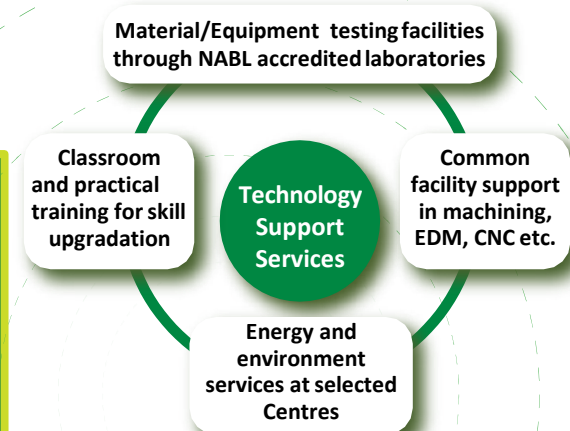 Material/Equipment testing facilities
through NABL accredited laboratories
Classroom
and practical
training for skill
upgradation
Technology
Support
Services
Common
facility support
in machining,
EDM, CNC etc.
Energy and
environment
services at selected
Centres